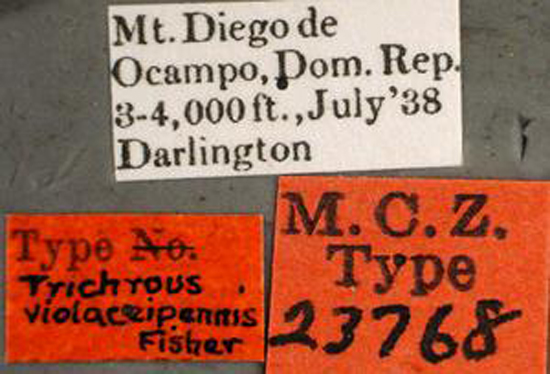 Mt. Diego de
Ocampo, Dom. Rep.
3-4,000 ft., July '38
Darlington
Type No.
Trichrous
violaceipennis
Fisher
M. C. Z.
Type
23768